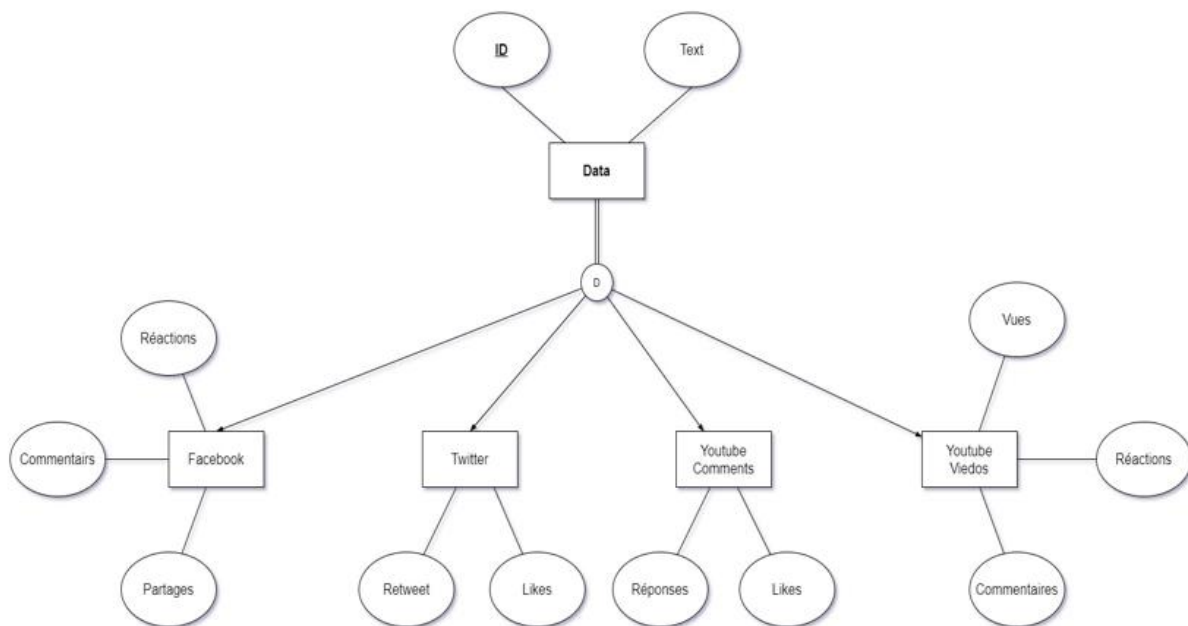 ID
Text
Data
D
Vues
Réactions
Commentairs
Facebook
Twitter
Youtube
Comments
Youtube
Viedos
Réactions
Partages
Retweet
Likes
Réponses
Likes
Commentaires